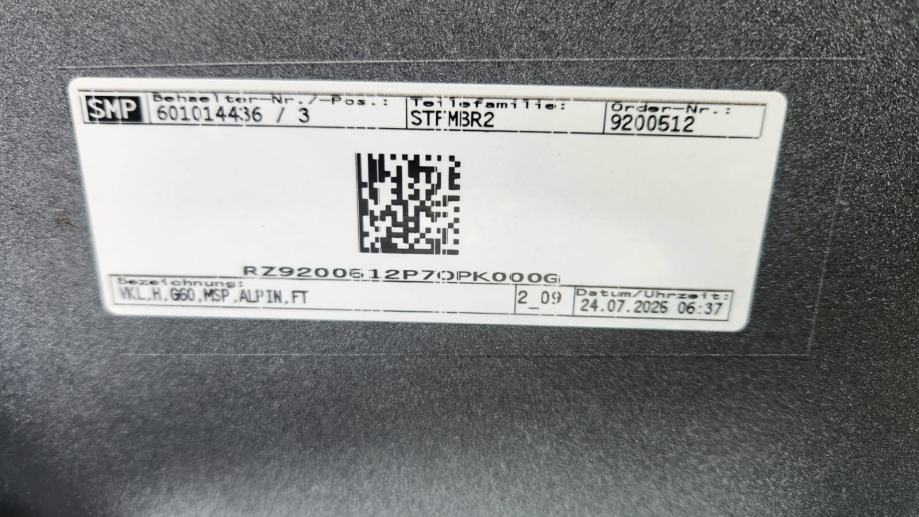 SMP Behaelter-Nr./-Pos.: Teilefamilie: Order-Nr.:
601014436 / 3 STFMBR2 9200512
RZ9200512P7OPK000G
Bezeichnung: Datum/Uhrzeit:
VKL,H,G60,MSP,ALPIN,FT 2_09 24.07.2025 06:37